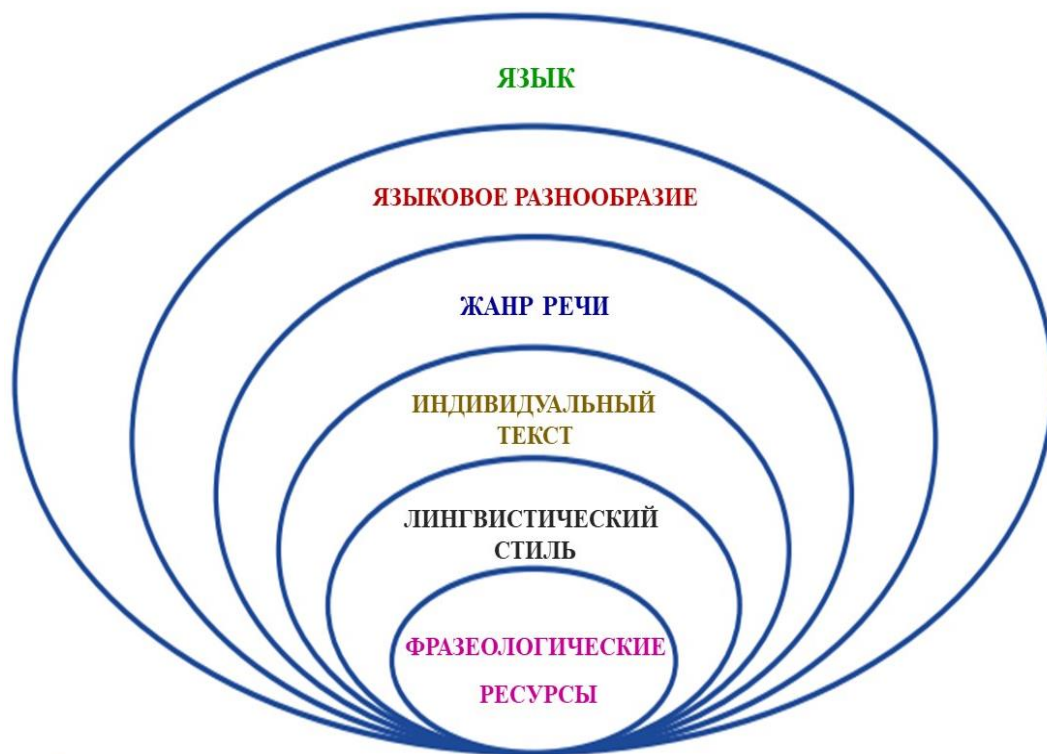 ЯЗЫК
ЯЗЫКОВОЕ РАЗНООБРАЗИЕ
ЖАНР РЕЧИ
ИНДИВИДУАЛЬНЫЙ
ТЕКСТ
ЛИНГВИСТИЧЕСКИЙ
СТИЛЬ
ФРАЗЕОЛОГИЧЕСКИЕ
РЕСУРСЫ